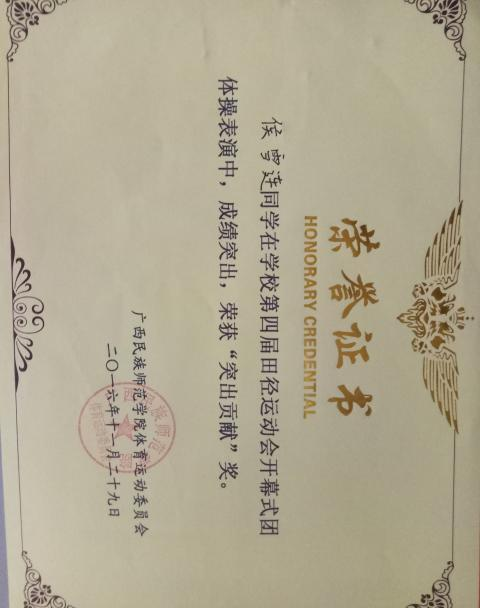 荣誉证书
HONORARY CREDENTIAL
侯雪连同学在学校第四届田径运动会开幕式团
体操表演中，成绩突出，荣获“突出贡献”奖。
广西民族师范学院体育运动委员会
二〇一六年十一月二十九日